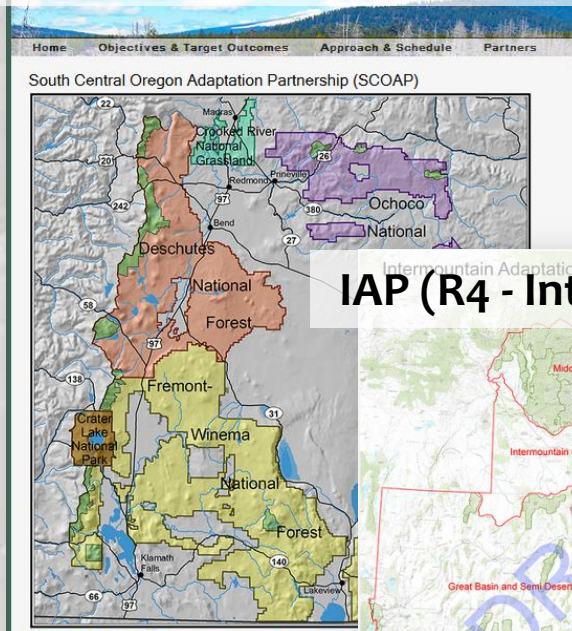 Home Objectives & Target Outcomes Approach & Schedule Partners
South Central Oregon Adaptation Partnership (SCOAP)
22
Madras
Crooked River
National
Grassland
26
20
Redmond
Prineville
97
242
380
Ochoco
Bend
National
27
Deschutes
Intermountain Adaptatio
National
IAP (R4 - Int
58
Forest
97
Midd
138
Fremont-
31
Crater
Lake
National
Park
Winema
Intermountain
National
Forest
Klamath
Falls
140
Great Basin and Semi Desert
Lakeview
66
97